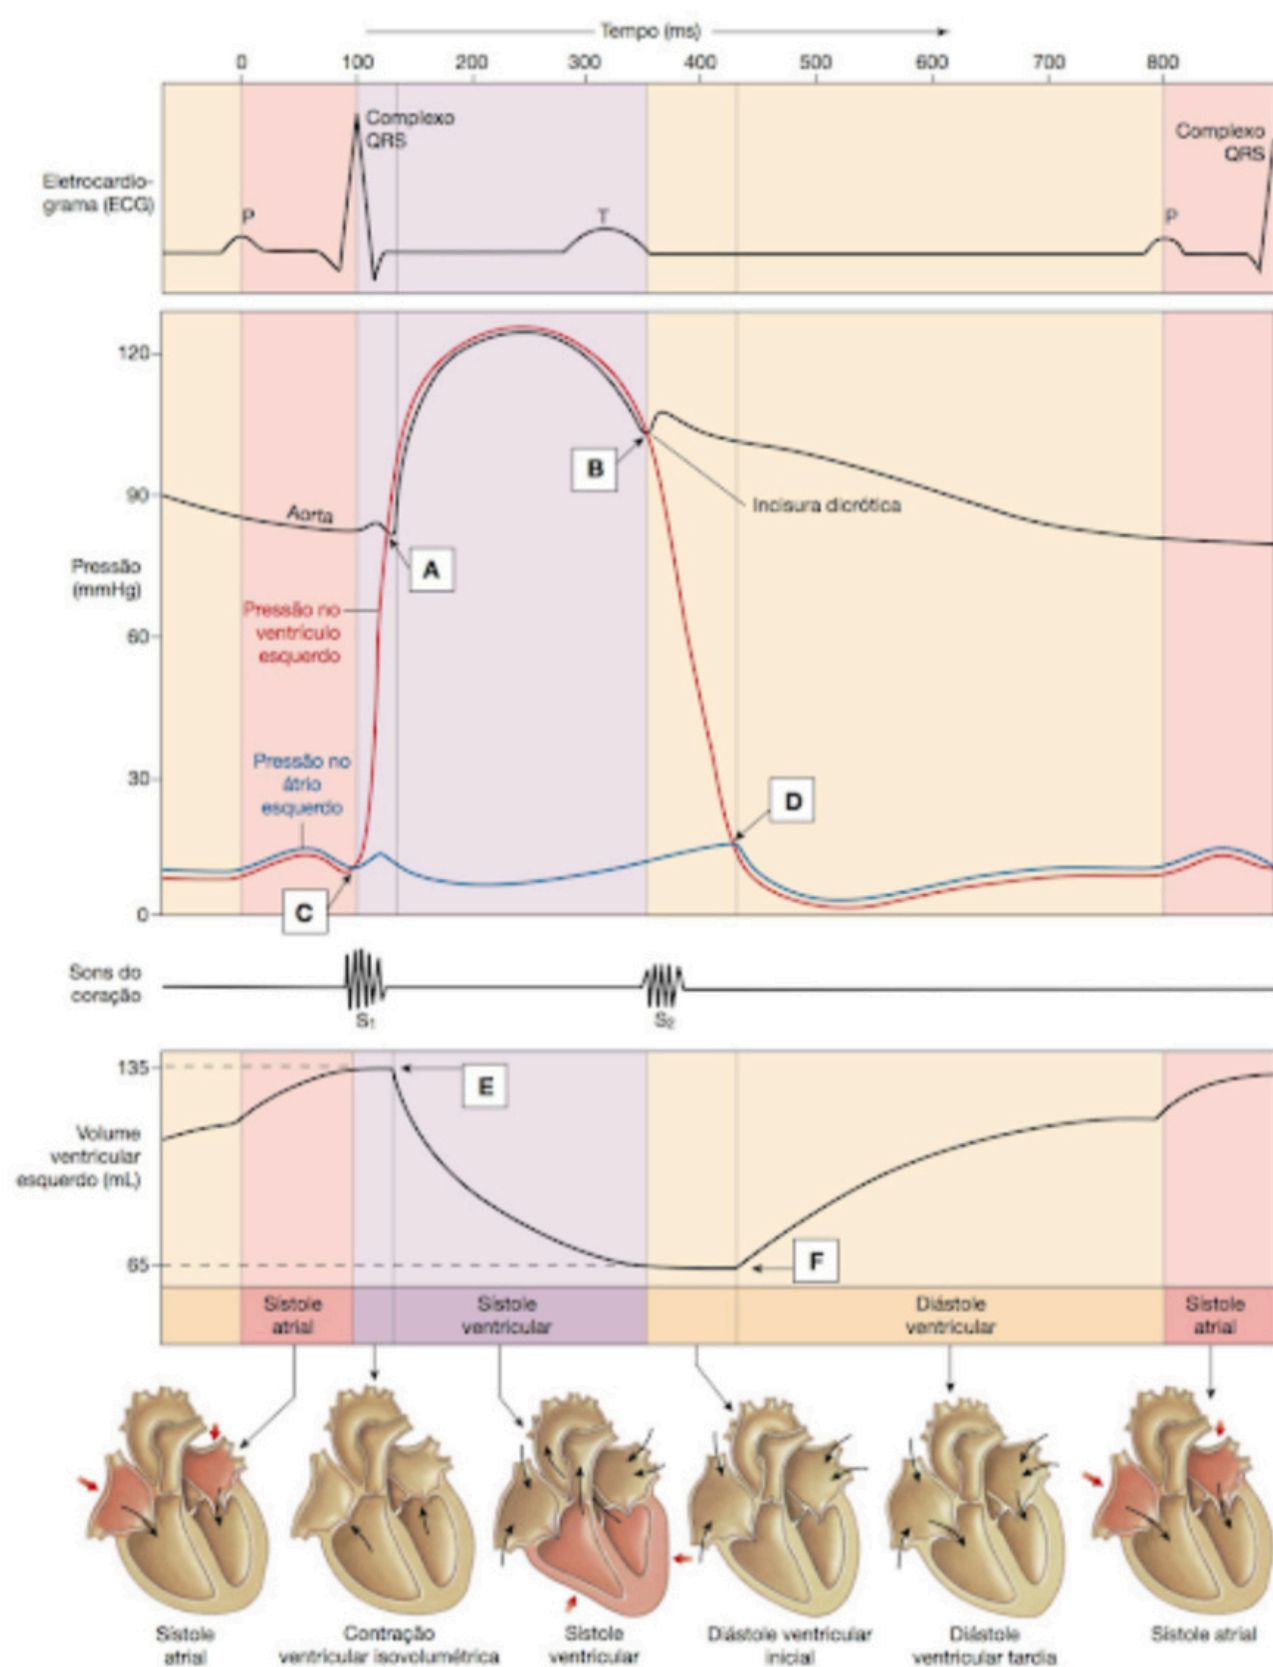 Tempo (ms)
0 100 200 300 400 500 600 700 800
Complexo
QRS
Complexo
QRS
Eletrocardio-
grama (ECG)
P
T
P
120
90
Aorta
B
Incisura dicrótica
A
Pressão
(mmHg)
Pressão no
ventrículo
esquerdo
60
Pressão no
átrio
esquerdo
30
D
C
0
Sons do
coração
S₁
S₂
135
E
Volume
ventricular
esquerdo (mL)
65
F
Sístole
atrial
Sístole
ventricular
Diástole
ventricular
Sístole
atrial
Sístole
atrial
Contração
ventricular isovolumétrica
Sístole
ventricular
Diástole ventricular
inicial
Diástole
ventricular tardia
Sístole atrial